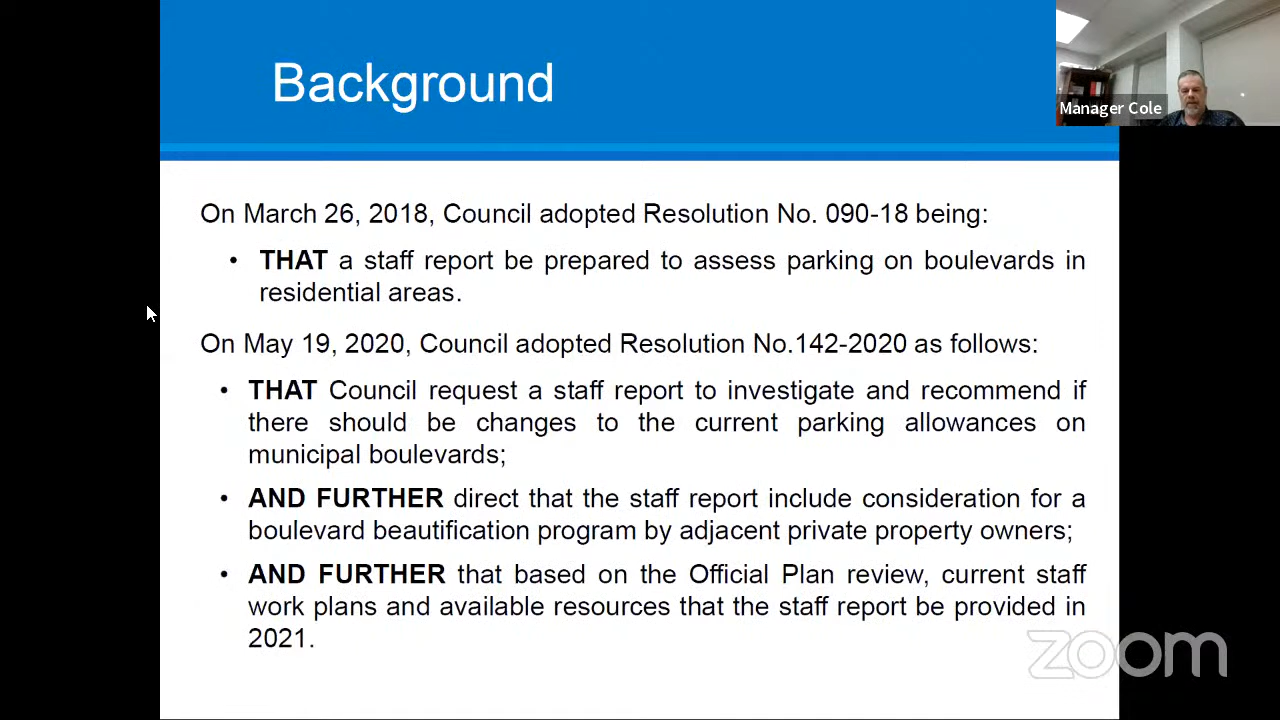 Background
Manager Cole
On March 26, 2018, Council adopted Resolution No. 090-18 being:
• THAT a staff report be prepared to assess parking on boulevards in
residential areas.
On May 19, 2020, Council adopted Resolution No.142-2020 as follows:
• THAT Council request a staff report to investigate and recommend if
there should be changes to the current parking allowances on
municipal boulevards;
• AND FURTHER direct that the staff report include consideration for a
boulevard beautification program by adjacent private property owners;
• AND FURTHER that based on the Official Plan review, current staff
work plans and available resources that the staff report be provided in
2021.
zoom